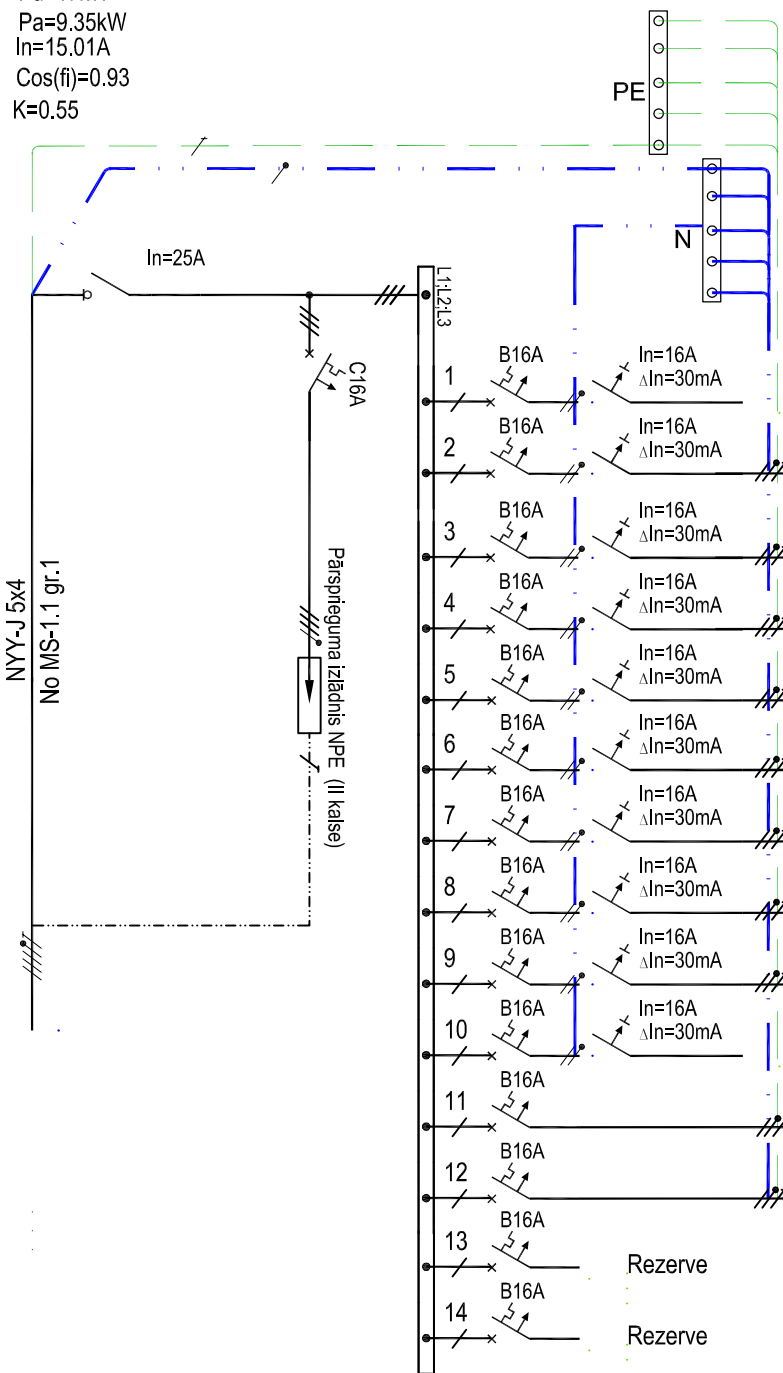 Pa=9.35kW
In=15.01A
Cos(fi)=0.93
K=0.55
PE
N
In=25A
L1;L2;L3
C16A
Pārsprieguma izlādnis NPE (II kalse)
NYY-J 5x4
No MS-1.1 gr.1
1 B16A In=16A
ΔIn=30mA
2 B16A In=16A
ΔIn=30mA
3 B16A In=16A
ΔIn=30mA
4 B16A In=16A
ΔIn=30mA
5 B16A In=16A
ΔIn=30mA
6 B16A In=16A
ΔIn=30mA
7 B16A In=16A
ΔIn=30mA
8 B16A In=16A
ΔIn=30mA
9 B16A In=16A
ΔIn=30mA
10 B16A In=16A
ΔIn=30mA
11 B16A
12 B16A
13 B16A Rezerve
14 B16A Rezerve